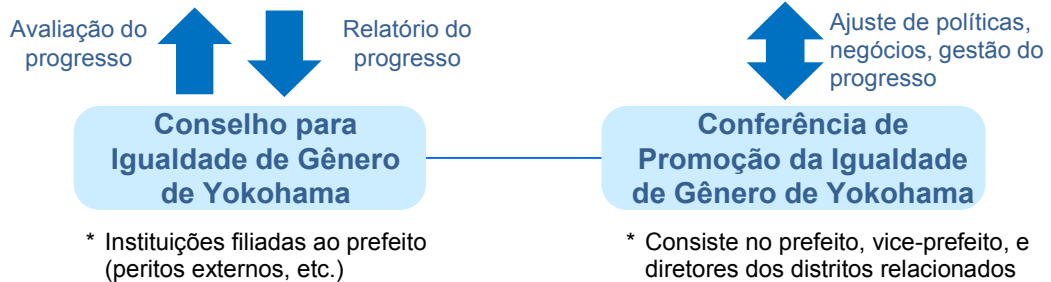 Avaliação do
progresso
Relatório do
progresso
Ajuste de políticas,
negócios, gestão do
progresso
Conselho para
Igualdade de Gênero
de Yokohama
Conferência de
Promoção da Igualdade
de Gênero de Yokohama
* Instituições filiadas ao prefeito
(peritos externos, etc.)
* Consiste no prefeito, vice-prefeito, e
diretores dos distritos relacionados